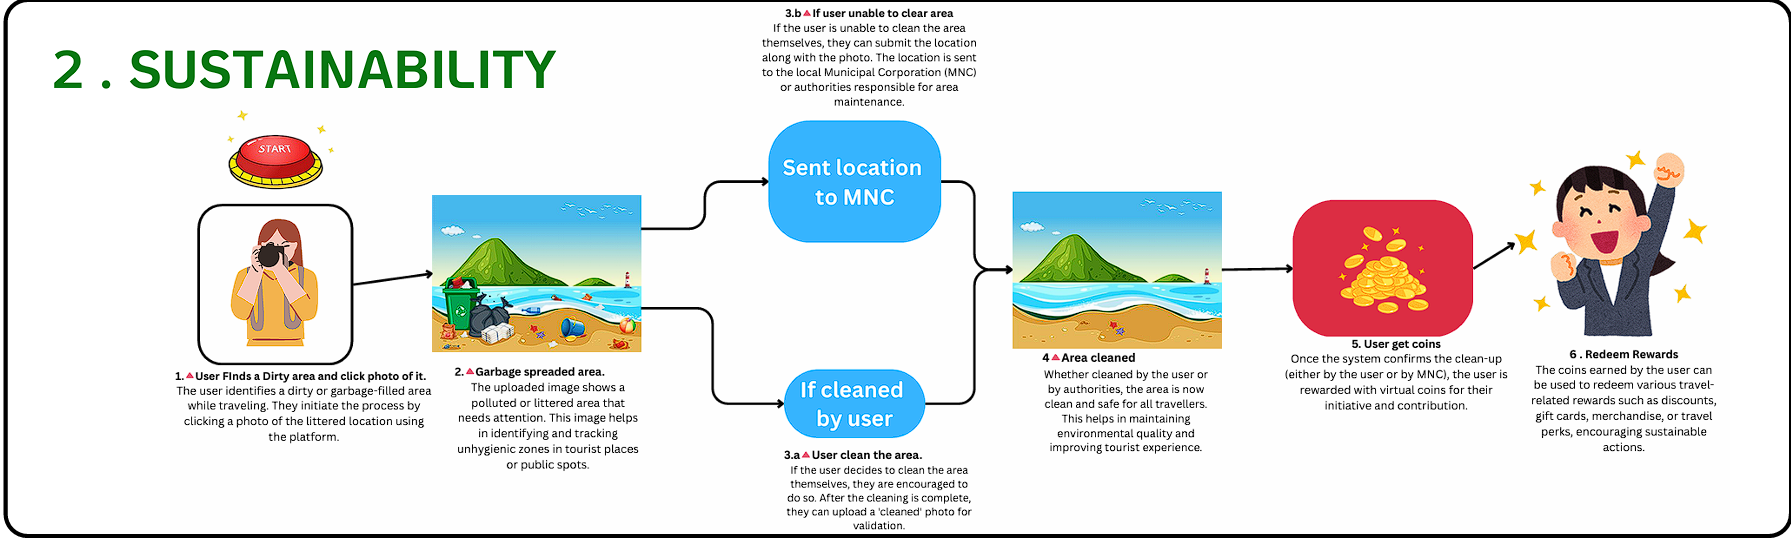 2 . SUSTAINABILITY
START
1. User FInds a Dirty area and click photo of it.
The user identifies a dirty or garbage-filled area
while traveling. They initiate the process by
clicking a photo of the littered location using
the platform.
2. Garbage spreaded area.
The uploaded image shows a
polluted or littered area that
needs attention. This image helps
in identifying and tracking
unhygienic zones in tourist places
or public spots.
3.b If user unable to clear area
If the user is unable to clean the area
themselves, they can submit the location
along with the photo. The location is sent
to the local Municipal Corporation (MNC)
or authorities responsible for area
maintenance.
Sent location
to MNC
If cleaned
by user
3.a User clean the area.
If the user decides to clean the area
themselves, they are encouraged to
do so. After the cleaning is complete,
they can upload a 'cleaned' photo for
validation.
4 Area cleaned
Whether cleaned by the user or
by authorities, the area is now
clean and safe for all travellers.
This helps in maintaining
environmental quality and
improving tourist experience.
5. User get coins
Once the system confirms the clean-up
(either by the user or by MNC), the user is
rewarded with virtual coins for their
initiative and contribution.
6 . Redeem Rewards
The coins earned by the user can
be used to redeem various travel-
related rewards such as discounts,
gift cards, merchandise, or travel
perks, encouraging sustainable
actions.